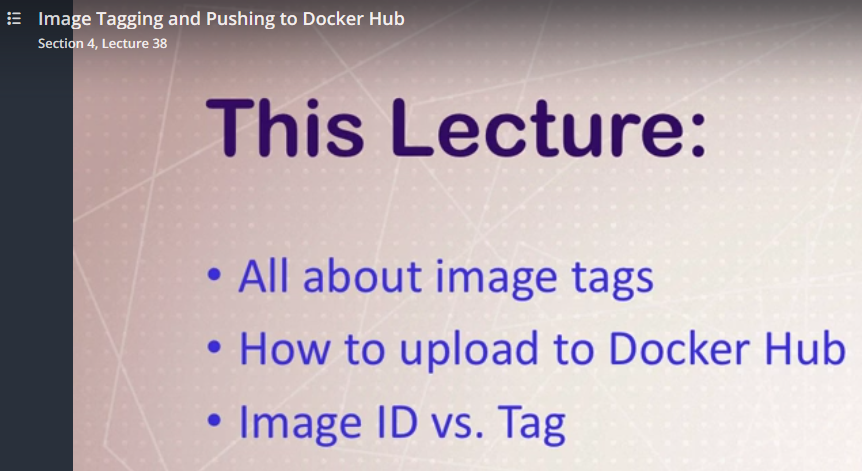 Image Tagging and Pushing to Docker Hub
Section 4, Lecture 38
This Lecture:
• All about image tags
• How to upload to Docker Hub
• Image ID vs. Tag